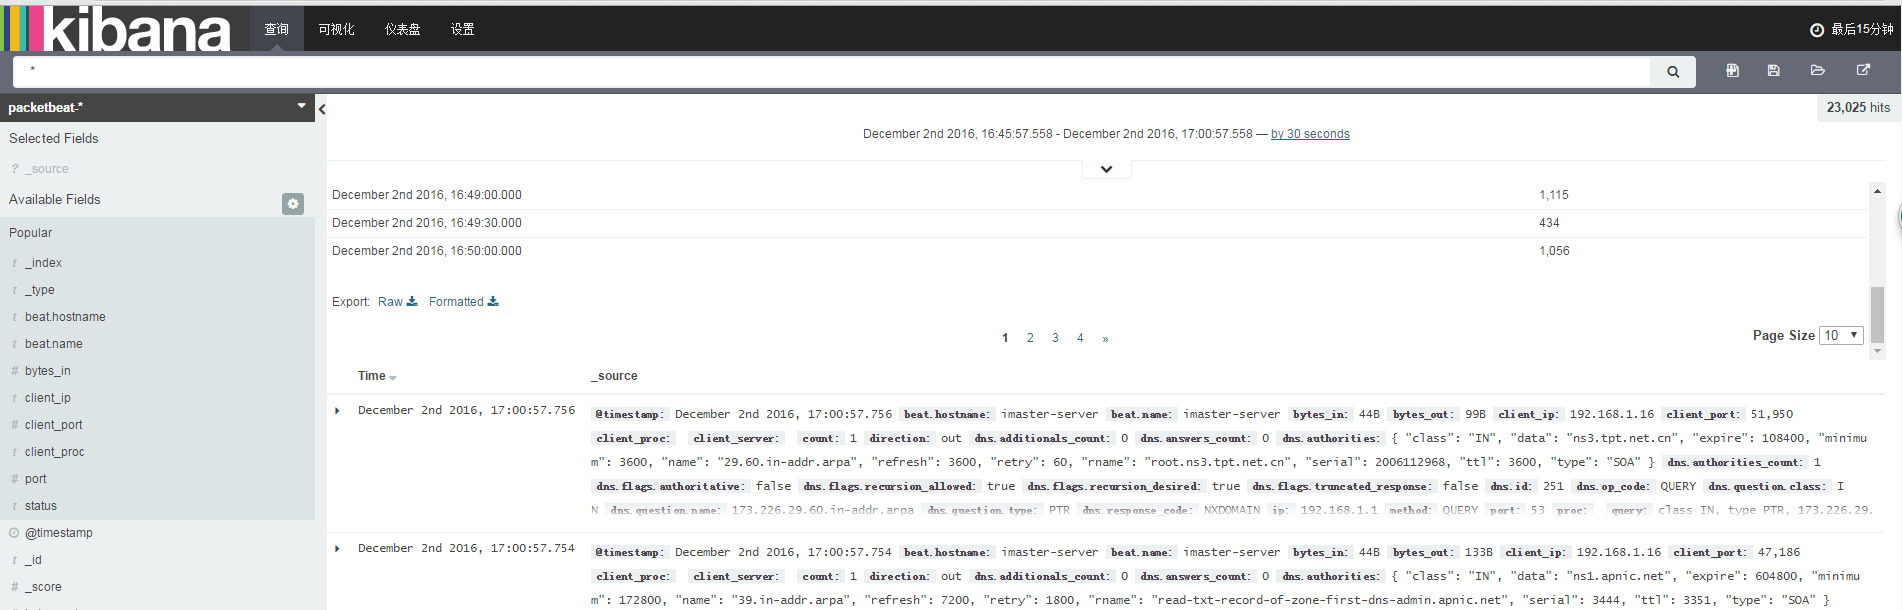 kibana 查询 可视化 仪表盘 设置 最后15分钟
*
packetbeat-*
23,025 hits
Selected Fields
? _source
Available Fields
Popular
t _index
t _type
t beat.hostname
t beat.name
# bytes_in
t client_ip
# client_port
t client_proc
# port
t status
@timestamp
t _id
# _score
December 2nd 2016, 16:45:57.558 - December 2nd 2016, 17:00:57.558 — by 30 seconds
December 2nd 2016, 16:49:00.000 1,115
December 2nd 2016, 16:49:30.000 434
December 2nd 2016, 16:50:00.000 1,056
Export: Raw Formatted
1 2 3 4 »
Page Size 10
Time _source
December 2nd 2016, 17:00:57.756 @timestamp: December 2nd 2016, 17:00:57.756 beat.hostname: imaster-server beat.name: imaster-server bytes_in: 44B bytes_out: 99B client_ip: 192.168.1.16 client_port: 51,950
client_proc: client_server: count: 1 direction: out dns.additionals_count: 0 dns.answers_count: 0 dns.authorities: { "class": "IN", "data": "ns3.tpt.net.cn", "expire": 108400, "minimu
m": 3600, "name": "29.60.in-addr.arpa", "refresh": 3600, "retry": 60, "rname": "root.ns3.tpt.net.cn", "serial": 2006112968, "ttl": 3600, "type": "SOA" } dns.authorities_count: 1
dns.flags.authoritative: false dns.flags.recursion_allowed: true dns.flags.recursion_desired: true dns.flags.truncated_response: false dns.id: 251 dns.op_code: QUERY dns.question.class: I
N dns.question.name: 173.226.29.60.in-addr.arpa dns.question.type: PTR dns.response_code: NXDOMAIN ip: 192.168.1.1 method: QUERY port: 53 proc: query: class IN, type PTR, 173.226.29.
December 2nd 2016, 17:00:57.754 @timestamp: December 2nd 2016, 17:00:57.754 beat.hostname: imaster-server beat.name: imaster-server bytes_in: 44B bytes_out: 133B client_ip: 192.168.1.16 client_port: 47,186
client_proc: client_server: count: 1 direction: out dns.additionals_count: 0 dns.answers_count: 0 dns.authorities: { "class": "IN", "data": "ns1.apnic.net", "expire": 604800, "minimu
m": 172800, "name": "39.in-addr.arpa", "refresh": 7200, "retry": 1800, "rname": "read-txt-record-of-zone-first-dns-admin.apnic.net", "serial": 3444, "ttl": 3351, "type": "SOA" }